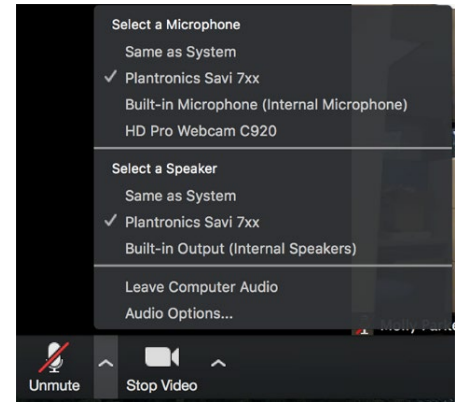 Select a Microphone
Same as System
✓ Plantronics Savi 7xx
Built-in Microphone (Internal Microphone)
HD Pro Webcam C920
Select a Speaker
Same as System
✓ Plantronics Savi 7xx
Built-in Output (Internal Speakers)
Leave Computer Audio
Audio Options...
Molly
Unmute
Stop Video